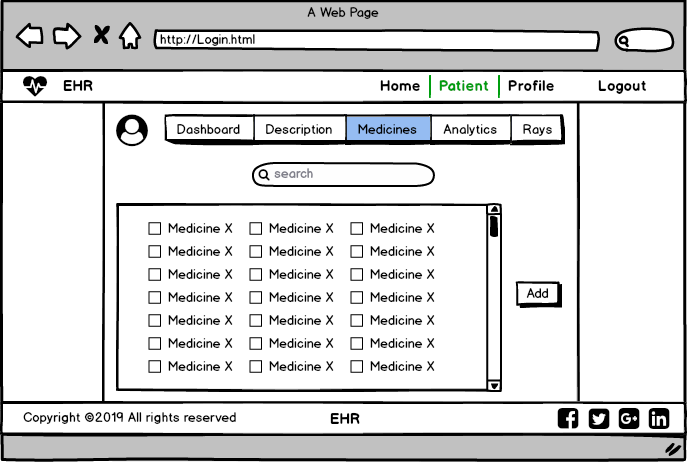 A Web Page
http://Login.html
EHR Home Patient Profile Logout
Dashboard Description Medicines Analytics Rays
search
Medicine X Medicine X Medicine X
Medicine X Medicine X Medicine X
Medicine X Medicine X Medicine X
Medicine X Medicine X Medicine X
Medicine X Medicine X Medicine X
Medicine X Medicine X Medicine X
Medicine X Medicine X Medicine X
Add
Copyright ©2019 All rights reserved EHR